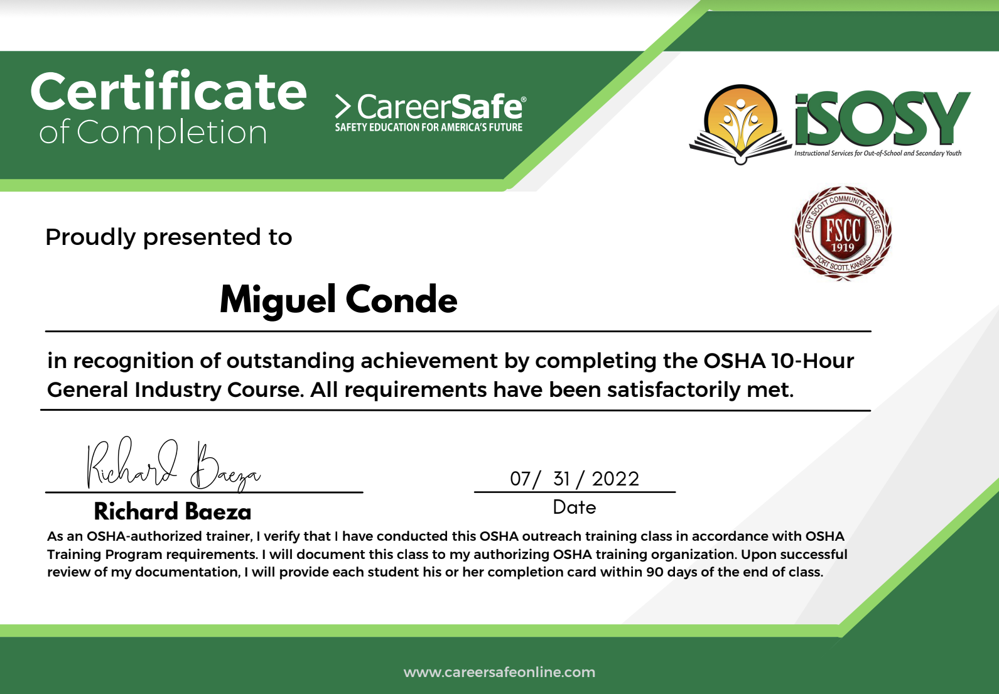 Certificate
of Completion
CareerSafe®
SAFETY EDUCATION FOR AMERICA'S FUTURE
iSOSY
Instructional Services for Out-of-School and Secondary Youth
FORT SCOTT COMMUNITY COLLEGE
FSCC
1919
FORT SCOTT, KANSAS
Proudly presented to
Miguel Conde
in recognition of outstanding achievement by completing the OSHA 10-Hour
General Industry Course. All requirements have been satisfactorily met.
Richard Baeza
07/ 31 / 2022
Richard Baeza
Date
As an OSHA-authorized trainer, I verify that I have conducted this OSHA outreach training class in accordance with OSHA
Training Program requirements. I will document this class to my authorizing OSHA training organization. Upon successful
review of my documentation, I will provide each student his or her completion card within 90 days of the end of class.
www.careersafeonline.com